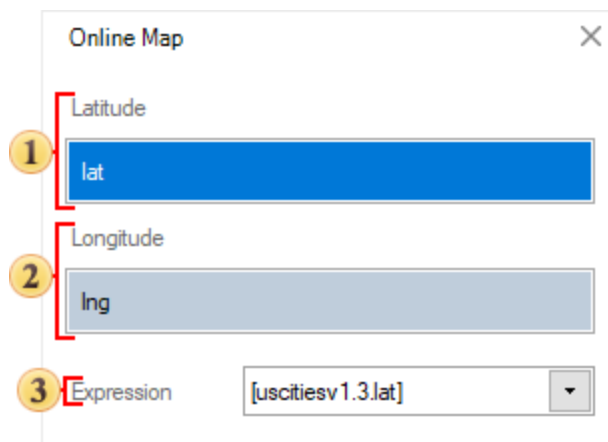 Online Map
Latitude
1
lat
Longitude
2
lng
3 Expression [uscitiesv1.3.lat]